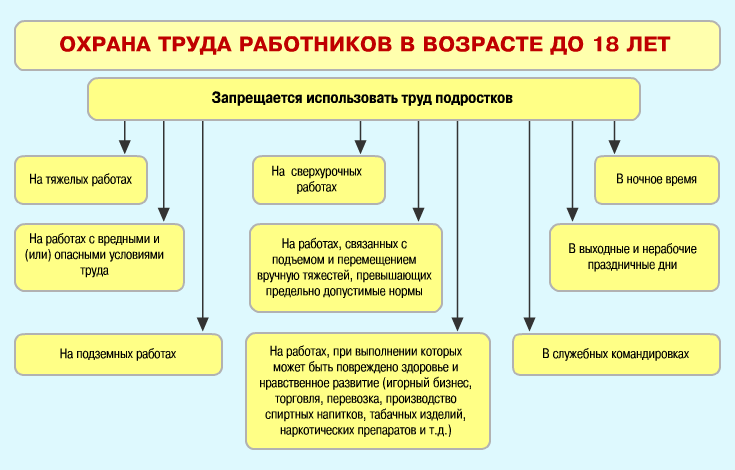 ОХРАНА ТРУДА РАБОТНИКОВ В ВОЗРАСТЕ ДО 18 ЛЕТ
Запрещается использовать труд подростков
На тяжелых работах
На работах с вредными и
(или) опасными условиями
труда
На подземных работах
На сверхурочных
работах
На работах, связанных с
подъемом и перемещением
вручную тяжестей, превышающих
предельно допустимые нормы
На работах, при выполнении которых
может быть повреждено здоровье и
нравственное развитие (игорный бизнес,
торговля, перевозка, производство
спиртных напитков, табачных изделий,
наркотических препаратов и т.д.)
В ночное время
В выходные и нерабочие
праздничные дни
В служебных командировках